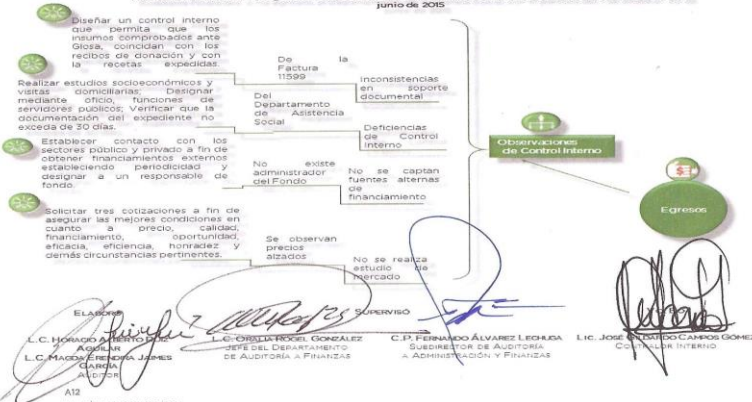 junio de 2015
Diseñar un control interno
que permita que los
insumos comprobados ante
Glosa, coincidan con los
recibos de donación y con
la recetas expedidas.
De la
Factura
11599
Inconsistencias
en soporte
documental
Realizar estudios socioeconómicos y
visitas domiciliarias; Designar
mediante oficio, funciones de
servidores públicos; Verificar que la
documentación del expediente no
exceda de 30 días.
Del
Departamento
de Asistencia
Social
Deficiencias
de Control
Interno
Observaciones
de Control Interno
Establecer contacto con los
sectores público y privado a fin de
obtener financiamientos externos
estableciendo periodicidad y
designar a un responsable de
fondo.
No existe
administrador
del Fondo
No se captan
fuentes alternas
de
financiamiento
Egresos
Solicitar tres cotizaciones a fin de
asegurar las mejores condiciones en
cuanto a precio, calidad,
financiamiento, oportunidad,
eficacia, eficiencia, honradez y
demás circunstancias pertinentes.
Se observan
precios
alzados
No se realiza
estudio de
mercado
ELABORÓ
SUPERVISÓ
L.C. HORACIO ALBERTO RUIZ
AGUILAR
L.C. MAGDA ERENDIRA JAIMES
GARCÍA
AUDITOR
L.C. ORALIA ROGEL GONZÁLEZ
JEFE DEL DEPARTAMENTO
DE AUDITORÍA A FINANZAS
C.P. FERNANDO ÁLVAREZ LECHUGA
SUBDIRECTOR DE AUDITORÍA
A ADMINISTRACIÓN Y FINANZAS
LIC. JOSÉ GILDARDO CAMPOS GÓMEZ
CONTRALOR INTERNO
A12